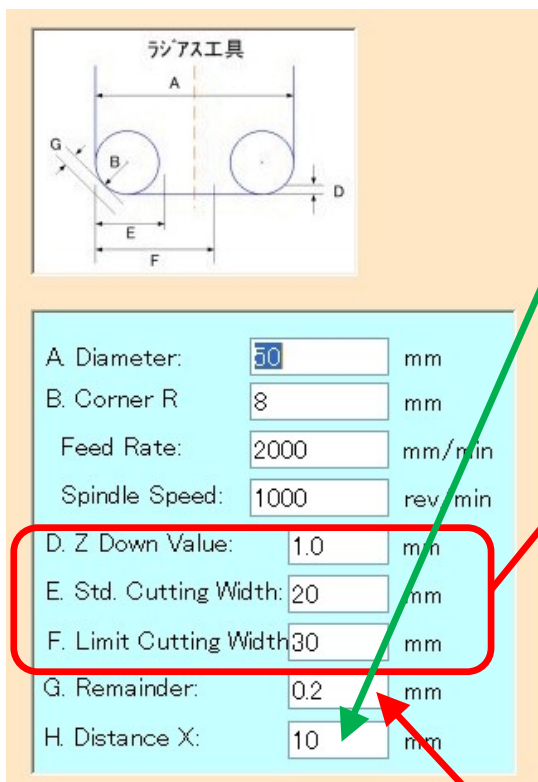 ラジアス工具
A
G
B
D
E
F
A. Diameter: 50 mm
B. Corner R 8 mm
Feed Rate: 2000 mm/min
Spindle Speed: 1000 rev/min
D. Z Down Value: 1.0 mm
E. Std. Cutting Width: 20 mm
F. Limit Cutting Width 30 mm
G. Remainder: 0.2 mm
H. Distance X: 10 mm